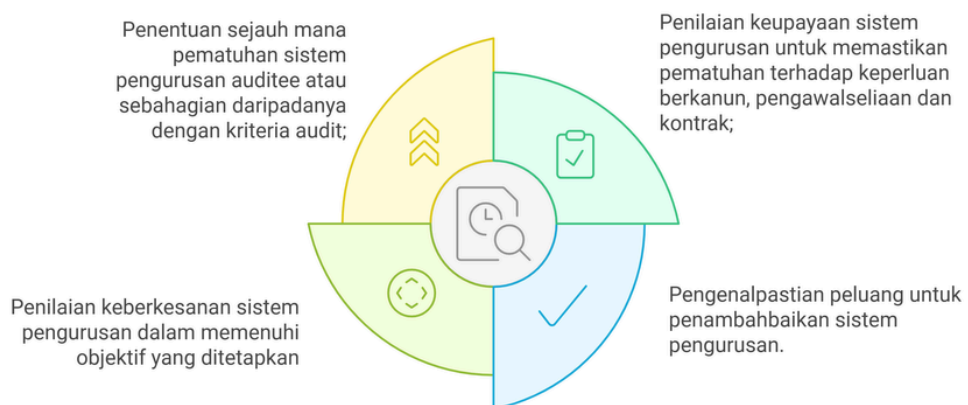 Penentuan sejauh mana
pematuhan sistem
pengurusan auditee atau
sebahagian daripadanya
dengan kriteria audit;
Penilaian keupayaan sistem
pengurusan untuk memastikan
pematuhan terhadap keperluan
berkanun, pengawalseliaan dan
kontrak;
Penilaian keberkesanan sistem
pengurusan dalam memenuhi
objektif yang ditetapkan
Pengenalpastian peluang untuk
penambahbaikan sistem
pengurusan.